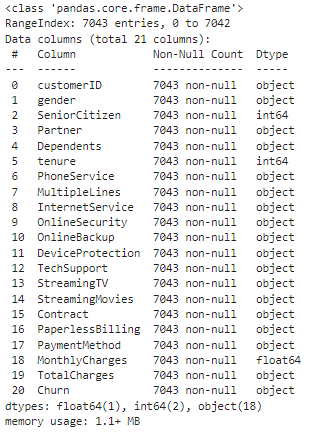 <class 'pandas.core.frame.DataFrame'>
RangeIndex: 7043 entries, 0 to 7042
Data columns (total 21 columns):
 #   Column            Non-Null Count  Dtype
---  ------            --------------  -----
 0   customerID        7043 non-null   object
 1   gender            7043 non-null   object
 2   SeniorCitizen     7043 non-null   int64
 3   Partner           7043 non-null   object
 4   Dependents        7043 non-null   object
 5   tenure            7043 non-null   int64
 6   PhoneService      7043 non-null   object
 7   MultipleLines     7043 non-null   object
 8   InternetService   7043 non-null   object
 9   OnlineSecurity    7043 non-null   object
 10  OnlineBackup      7043 non-null   object
 11  DeviceProtection  7043 non-null   object
 12  TechSupport       7043 non-null   object
 13  StreamingTV       7043 non-null   object
 14  StreamingMovies   7043 non-null   object
 15  Contract          7043 non-null   object
 16  PaperlessBilling  7043 non-null   object
 17  PaymentMethod     7043 non-null   object
 18  MonthlyCharges    7043 non-null   float64
 19  TotalCharges      7043 non-null   object
 20  Churn             7043 non-null   object
dtypes: float64(1), int64(2), object(18)
memory usage: 1.1+ MB